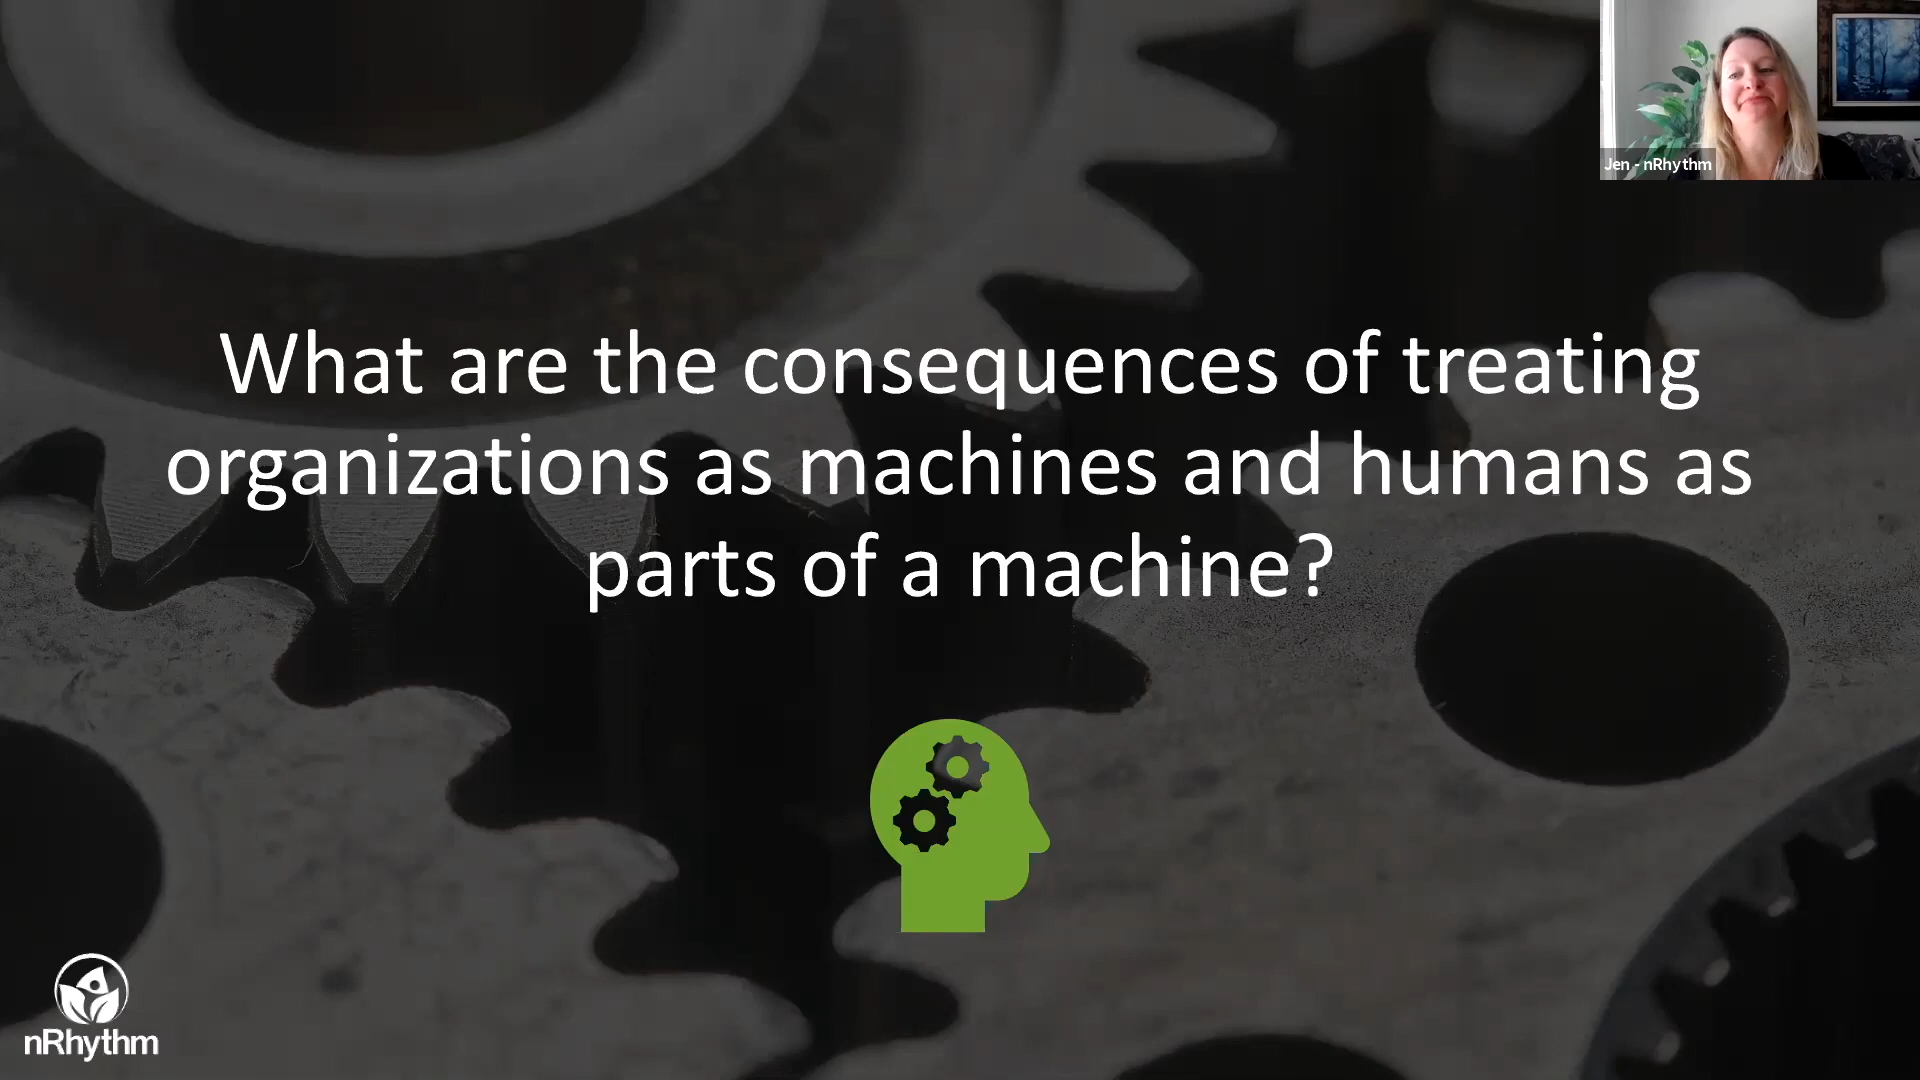 Jen - nRhythm
What are the consequences of treating
organizations as machines and humans as
parts of a machine?
nRhythm